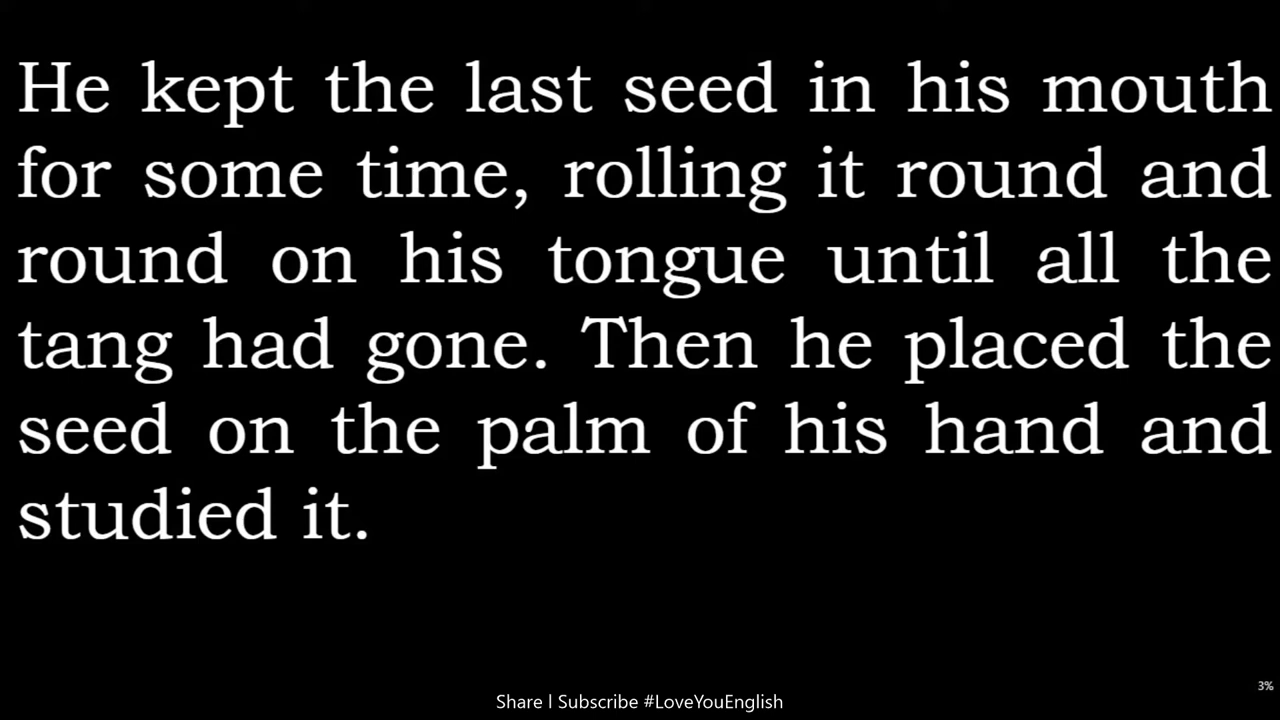 He kept the last seed in his mouth
for some time, rolling it round and
round on his tongue until all the
tang had gone. Then he placed the
seed on the palm of his hand and
studied it.
3%
Share | Subscribe #LoveYouEnglish